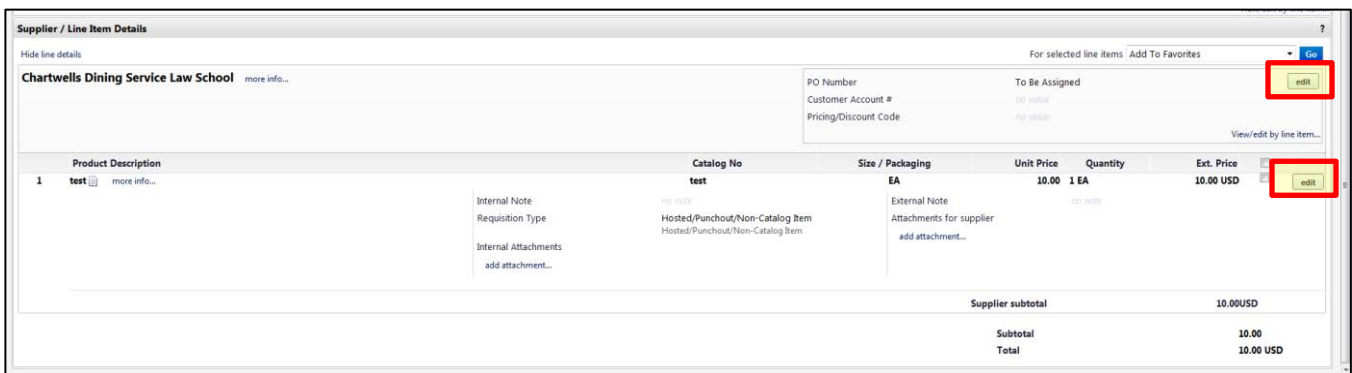 Supplier / Line Item Details ?
Hide line details For selected line items Add To Favorites Go
Chartwells Dining Service Law School more info... PO Number To Be Assigned edit
Customer Account # no value
Pricing/Discount Code no value
View/edit by line item...
Product Description Catalog No Size / Packaging Unit Price Quantity Ext. Price
1 test more info... test EA 10.00 1 EA 10.00 USD edit
Internal Note no note External Note no note
Requisition Type Hosted/Punchout/Non-Catalog Item Attachments for supplier
Hosted/Punchout/Non-Catalog Item add attachment...
Internal Attachments
add attachment...
Supplier subtotal 10.00USD
Subtotal 10.00
Total 10.00 USD